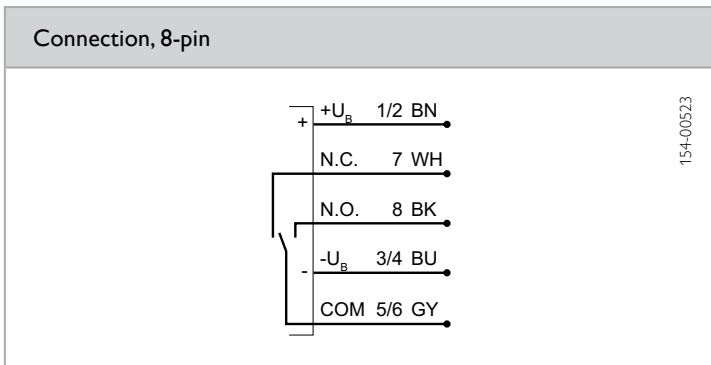 Connection, 8-pin
+U_B 1/2 BN
+
N.C. 7 WH
N.O. 8 BK
-U_B 3/4 BU
-
COM 5/6 GY
154-00523